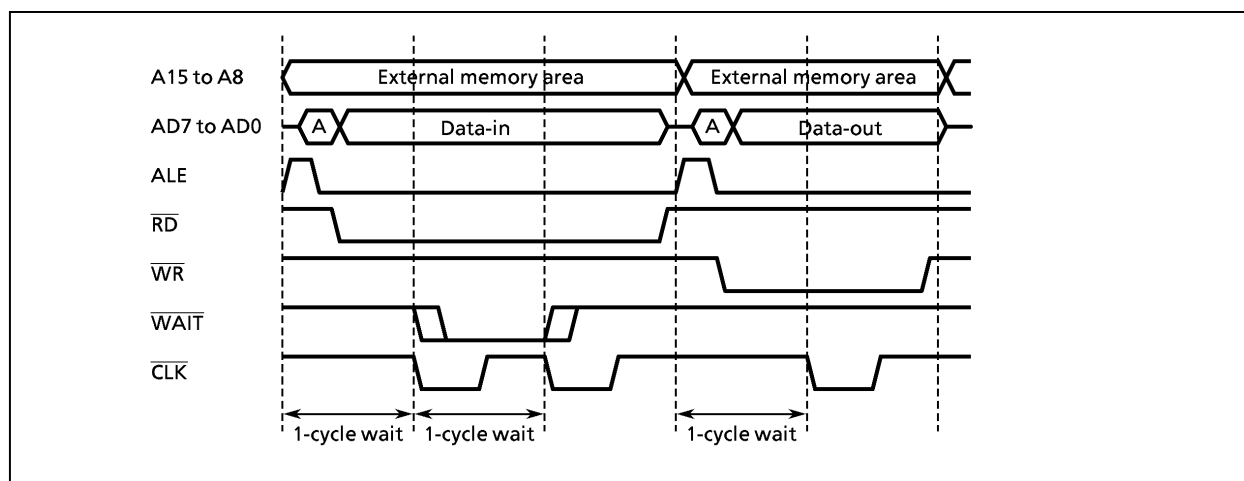 A15 to A8 External memory area External memory area
AD7 to AD0 A Data-in A Data-out
ALE
RD
WR
WAIT
CLK
1-cycle wait 1-cycle wait 1-cycle wait